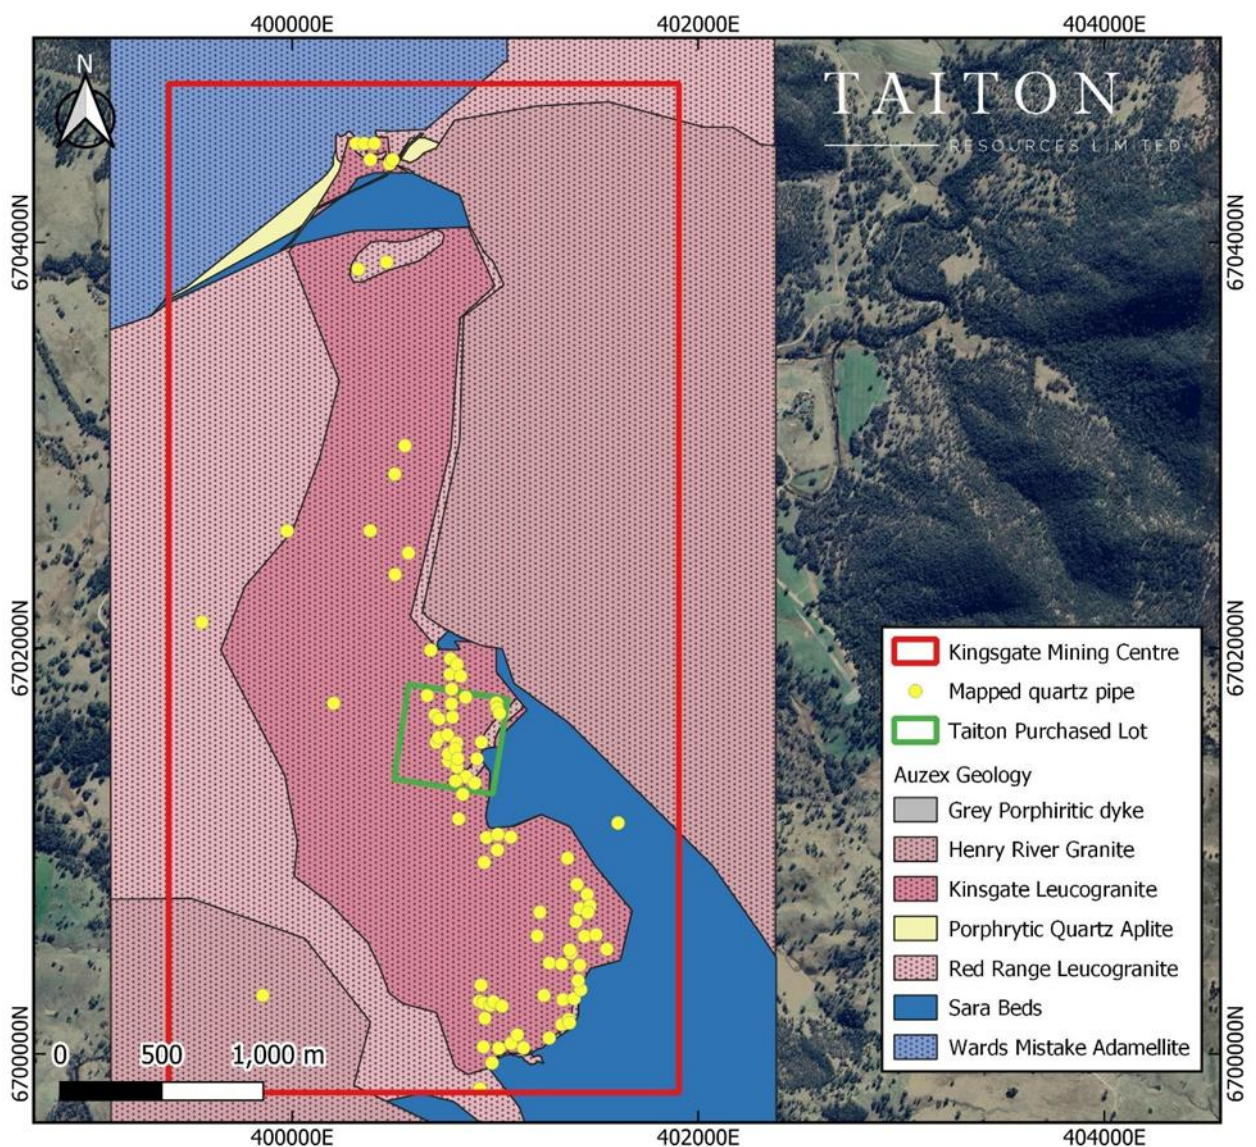 400000E 402000E 404000E
N
TAITON
RESOURCES LIMITED
6704000N 6704000N
6702000N 6702000N
Kingsgate Mining Centre
Mapped quartz pipe
Taiton Purchased Lot
Auzex Geology
Grey Porphiritic dyke
Henry River Granite
Kinsgate Leucogranite
Porphrytic Quartz Aplite
Red Range Leucogranite
Sara Beds
Wards Mistake Adamellite
6700000N 6700000N
0 500 1,000 m
400000E 402000E 404000E